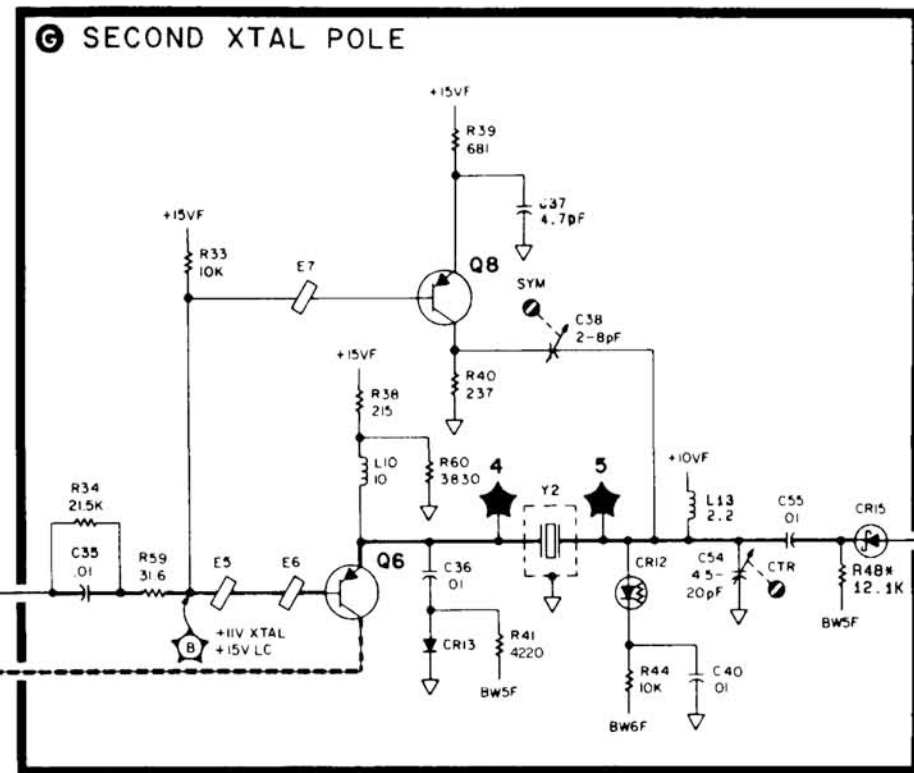 G SECOND XTAL POLE
+15VF
R39
681
C37
4.7pF
+15VF
R33
10K
E7
Q8
SYM
C38
2-8pF
+15VF
R38
215
R40
237
L10
10
R60
3830
4
Y2
5
+10VF
L13
2.2
C55
.01
CR15
R34
21.5K
C35
.01
R59
31.6
E5
E6
Q6
C36
.01
CR12
C54
4.5-
20pF
CTR
R48*
12.1K
BW5F
B
+11V XTAL
+15V LC
CR13
R41
4220
BW5F
R44
10K
C40
.01
BW6F